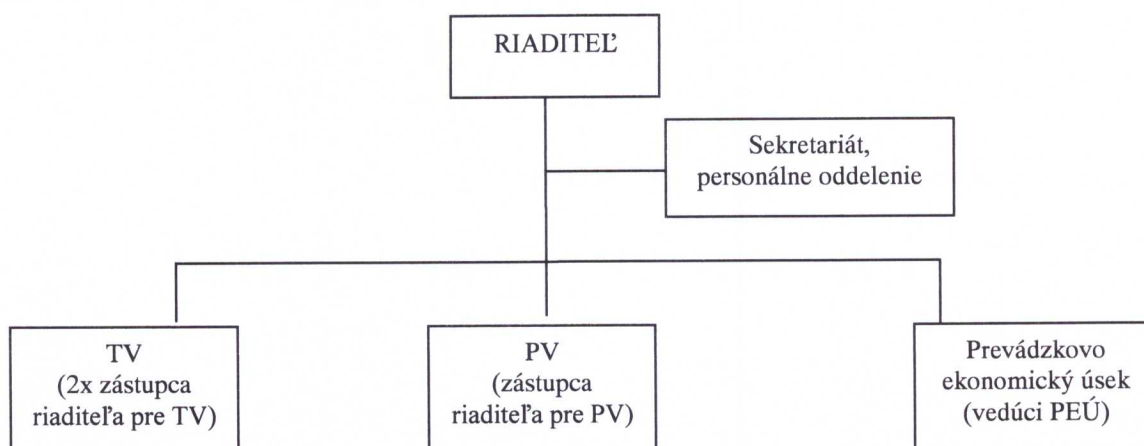 RIADITEĽ
Sekretariát,
personálne oddelenie
TV
(2x zástupca
riaditeľa pre TV)
PV
(zástupca
riaditeľa pre PV)
Prevádzkovo
ekonomický úsek
(vedúci PEÚ)